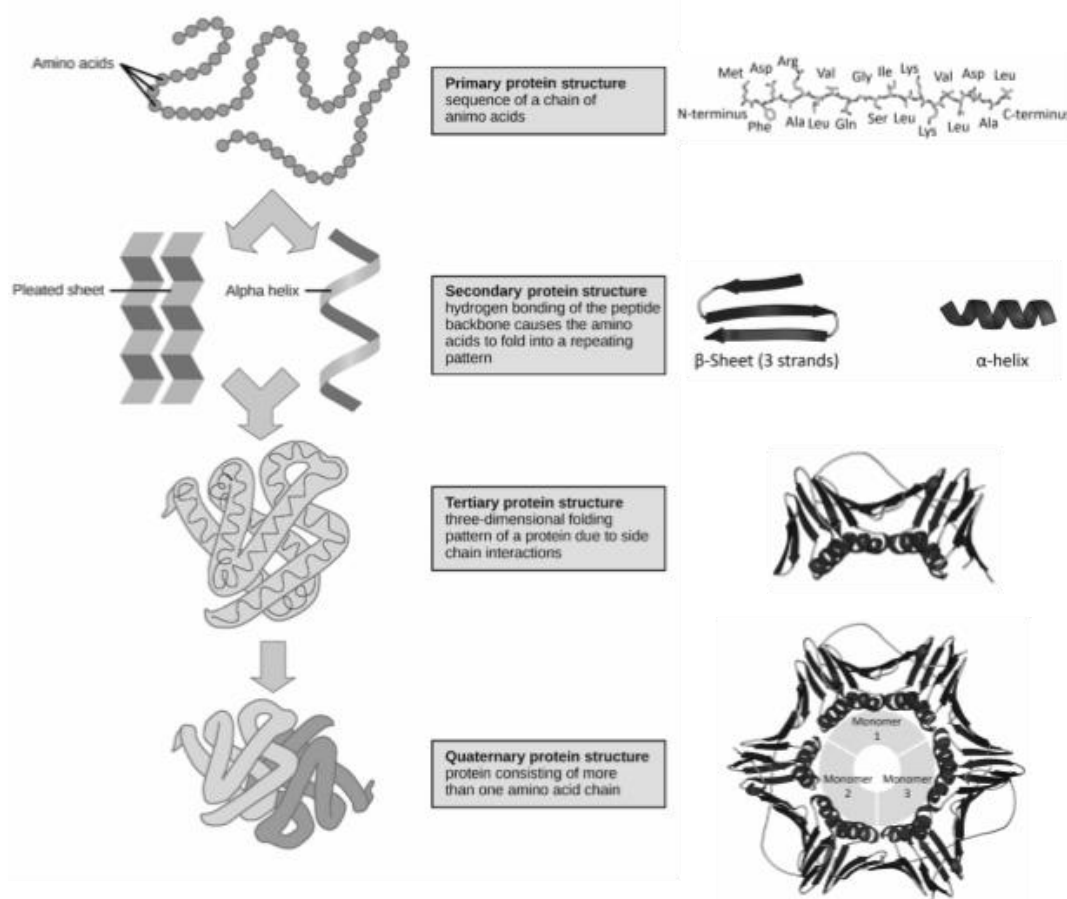 Amino acids
Primary protein structure
sequence of a chain of
animo acids
Met Asp Arg Val Gly Ile Lys Val Asp Leu
N-terminus C-terminus
Phe Ala Leu Gln Ser Leu Lys Leu Ala
Pleated sheet
Alpha helix
Secondary protein structure
hydrogen bonding of the peptide
backbone causes the amino
acids to fold into a repeating
pattern
β-Sheet (3 strands)
α-helix
Tertiary protein structure
three-dimensional folding
pattern of a protein due to side
chain interactions
Quaternary protein structure
protein consisting of more
than one amino acid chain
Monomer
1
Monomer
2
Monomer
3